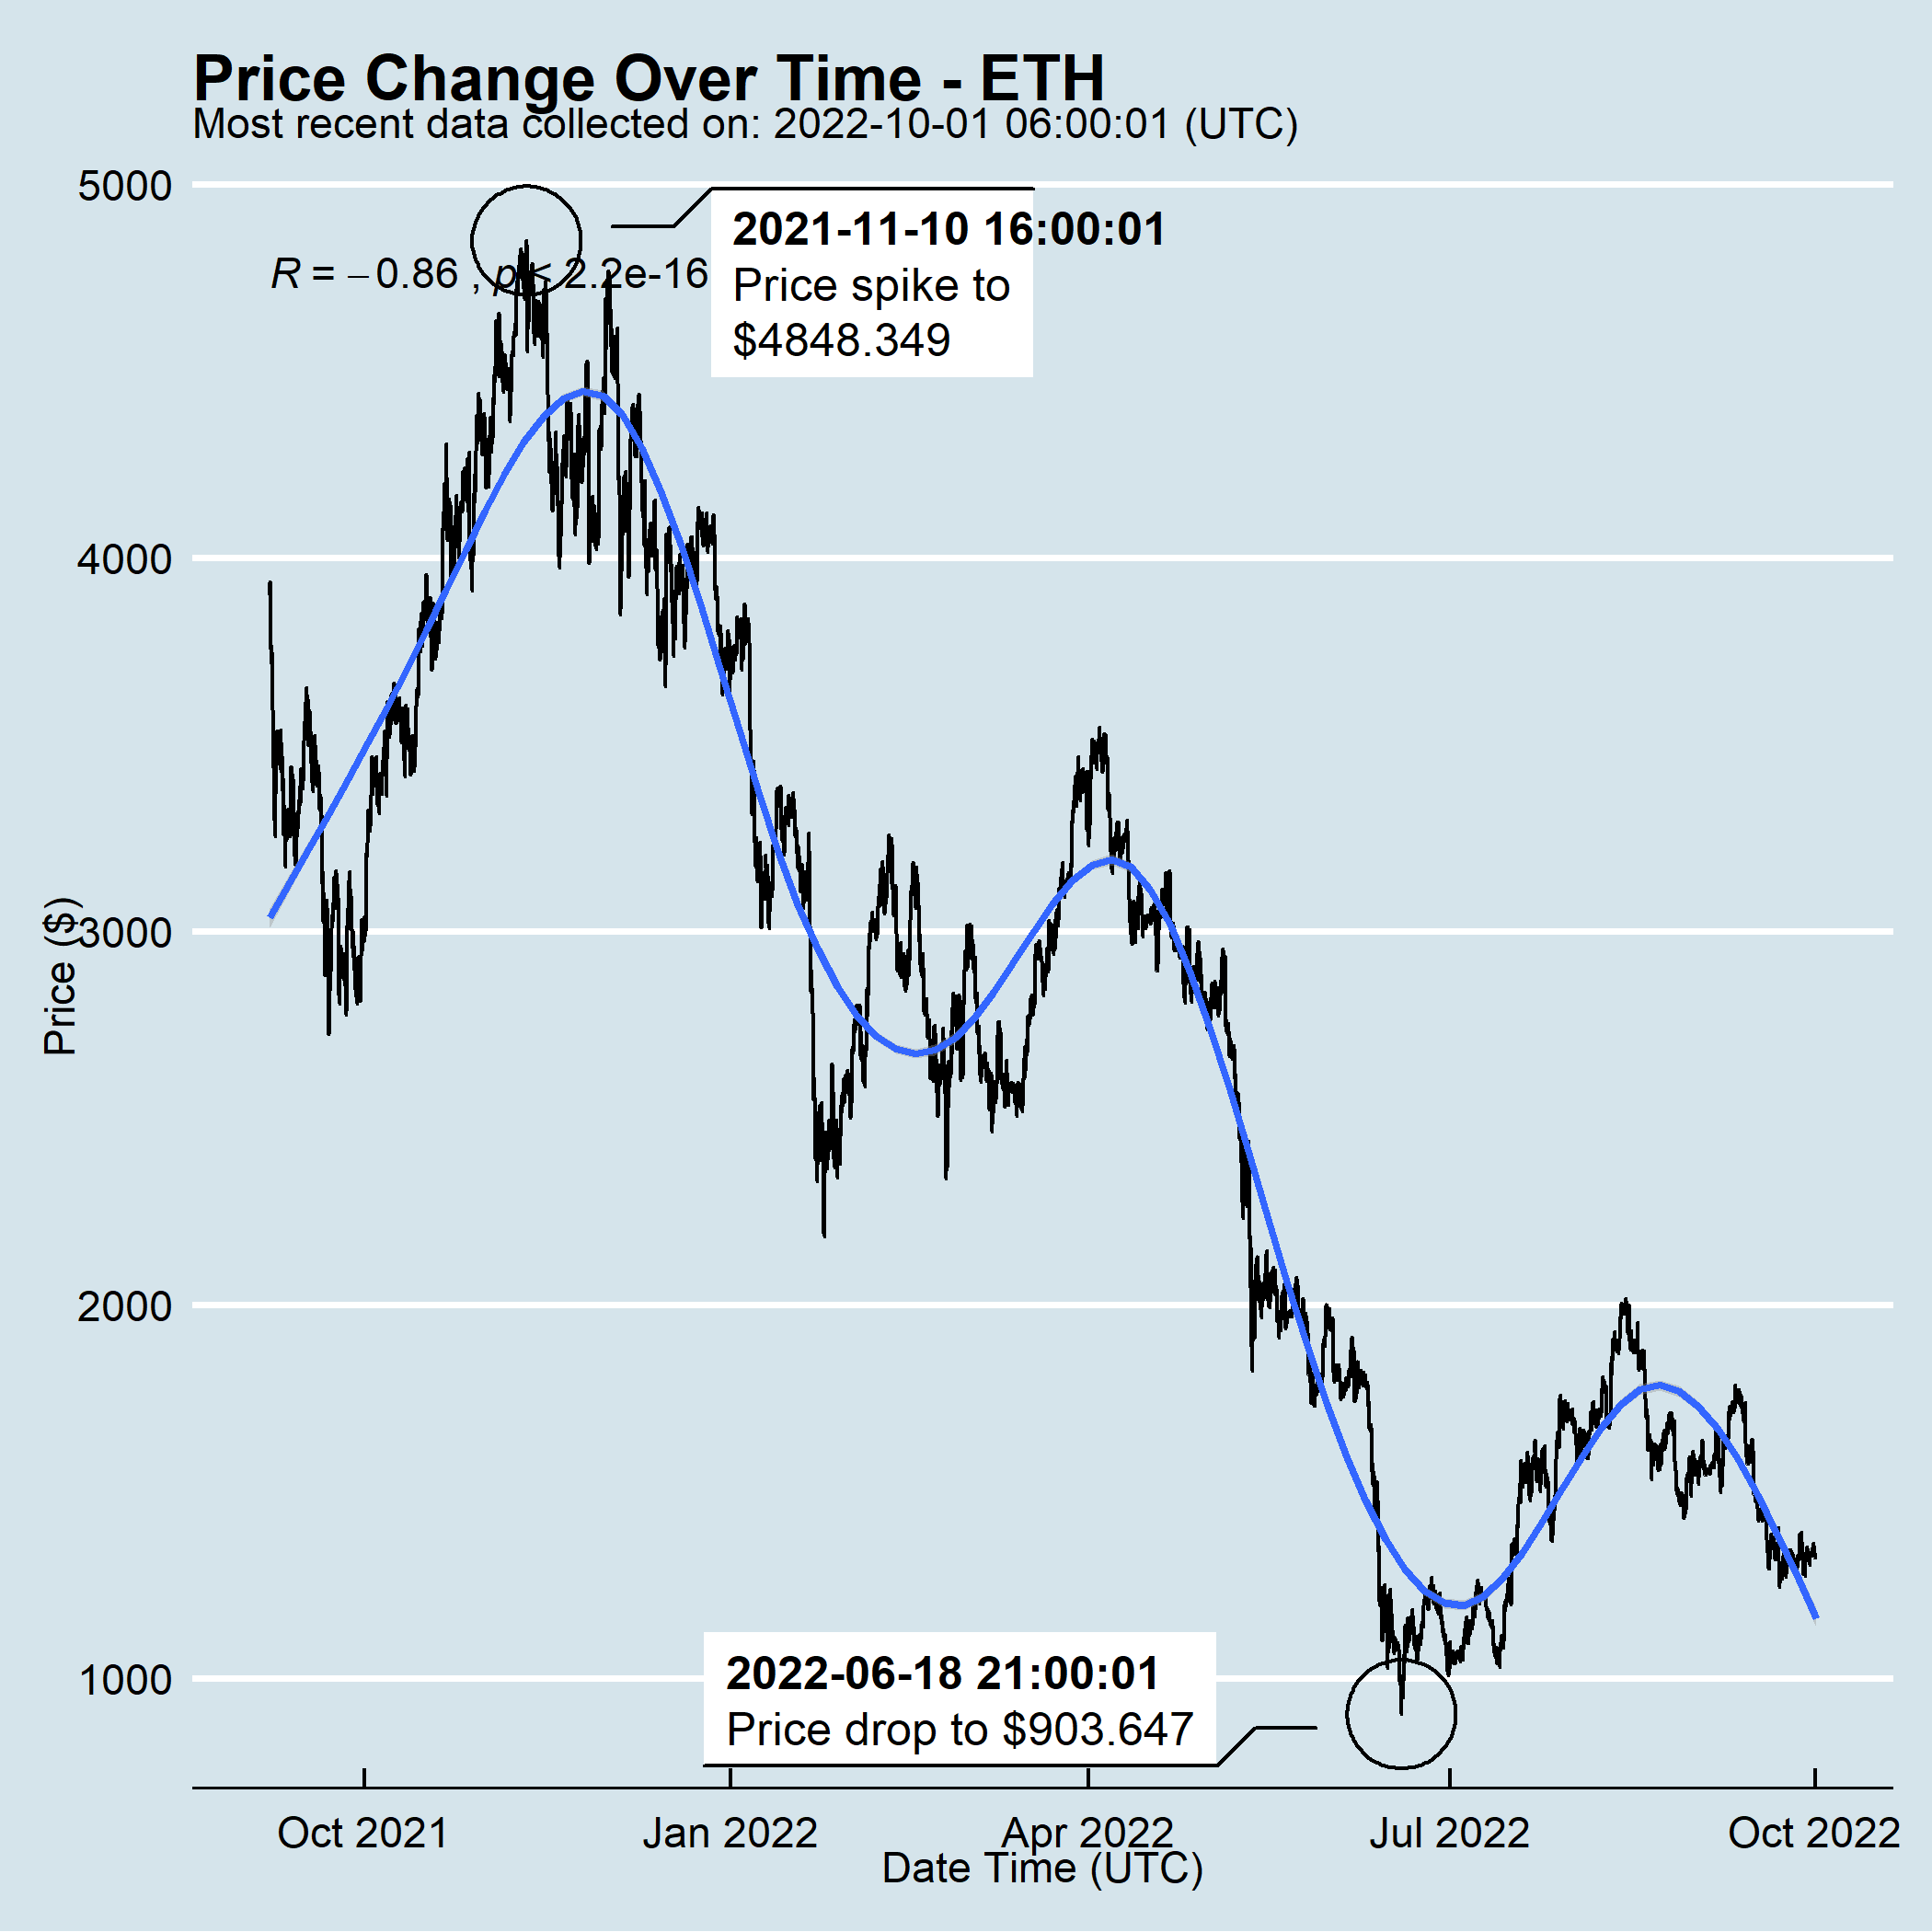 Price Change Over Time - ETH
Most recent data collected on: 2022-10-01 06:00:01 (UTC)
5000
4000
3000
2000
1000
Price ($)
R = −0.86 , p < 2.2e-16
2021-11-10 16:00:01
Price spike to
$4848.349
2022-06-18 21:00:01
Price drop to $903.647
Oct 2021
Jan 2022
Apr 2022
Jul 2022
Oct 2022
Date Time (UTC)